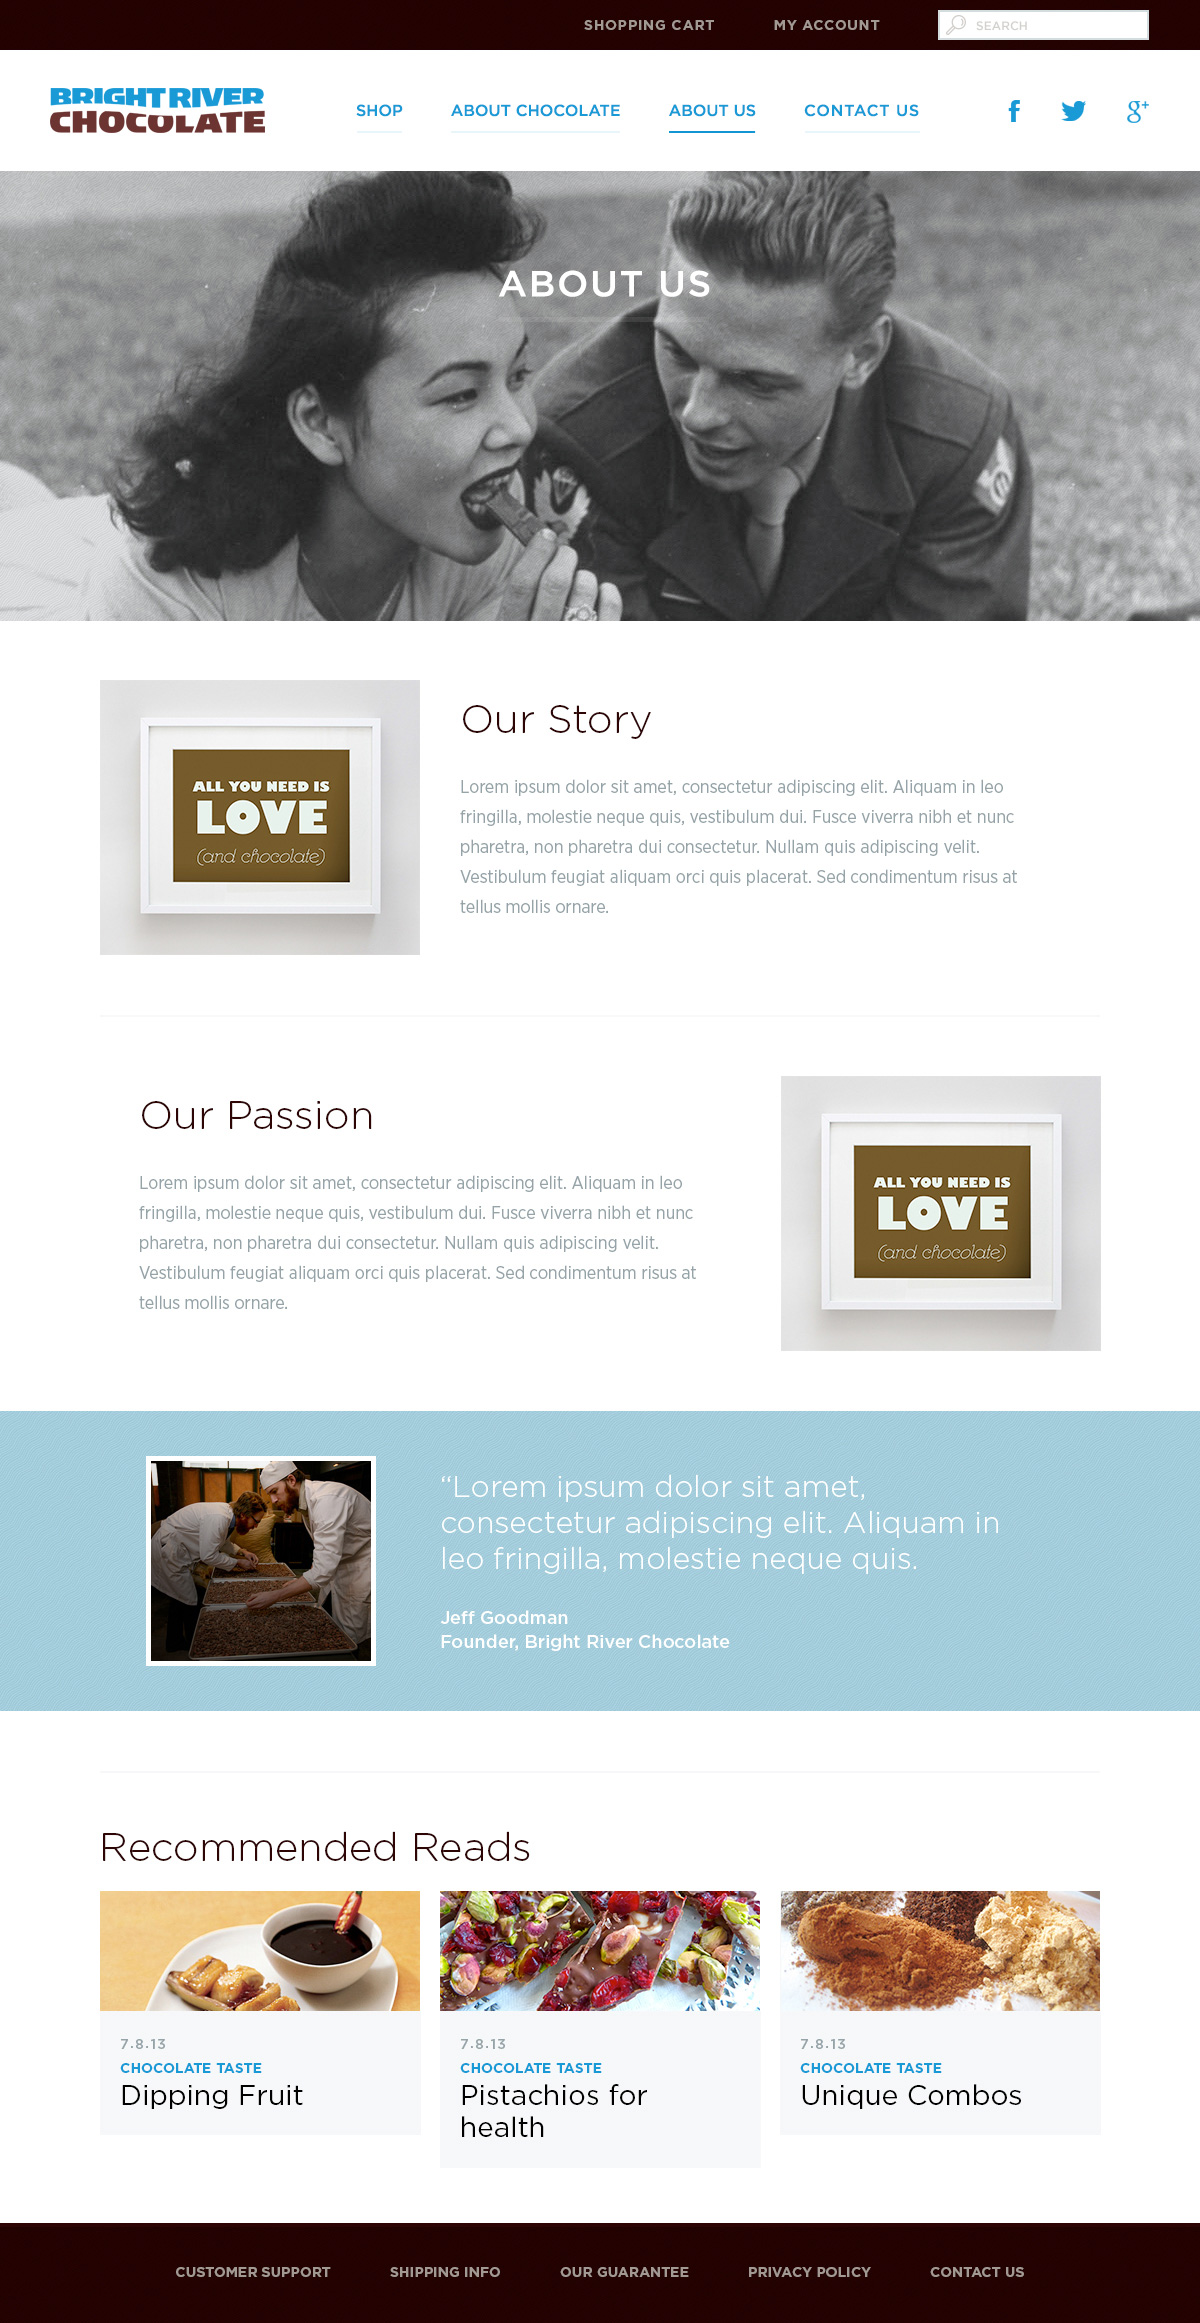 SHOPPING CART
MY ACCOUNT
SEARCH
BRIGHT RIVER
CHOCOLATE
SHOP
ABOUT CHOCOLATE
ABOUT US
CONTACT US
ABOUT US
ALL YOU NEED IS
LOVE
(and chocolate)
Our Story
Lorem ipsum dolor sit amet, consectetur adipiscing elit. Aliquam in leo
fringilla, molestie neque quis, vestibulum dui. Fusce viverra nibh et nunc
pharetra, non pharetra dui consectetur. Nullam quis adipiscing velit.
Vestibulum feugiat aliquam orci quis placerat. Sed condimentum risus at
tellus mollis ornare.
Our Passion
Lorem ipsum dolor sit amet, consectetur adipiscing elit. Aliquam in leo
fringilla, molestie neque quis, vestibulum dui. Fusce viverra nibh et nunc
pharetra, non pharetra dui consectetur. Nullam quis adipiscing velit.
Vestibulum feugiat aliquam orci quis placerat. Sed condimentum risus at
tellus mollis ornare.
ALL YOU NEED IS
LOVE
(and chocolate)
“Lorem ipsum dolor sit amet,
consectetur adipiscing elit. Aliquam in
leo fringilla, molestie neque quis.
Jeff Goodman
Founder, Bright River Chocolate
Recommended Reads
7.8.13
CHOCOLATE TASTE
Dipping Fruit
7.8.13
CHOCOLATE TASTE
Pistachios for
health
7.8.13
CHOCOLATE TASTE
Unique Combos
CUSTOMER SUPPORT
SHIPPING INFO
OUR GUARANTEE
PRIVACY POLICY
CONTACT US